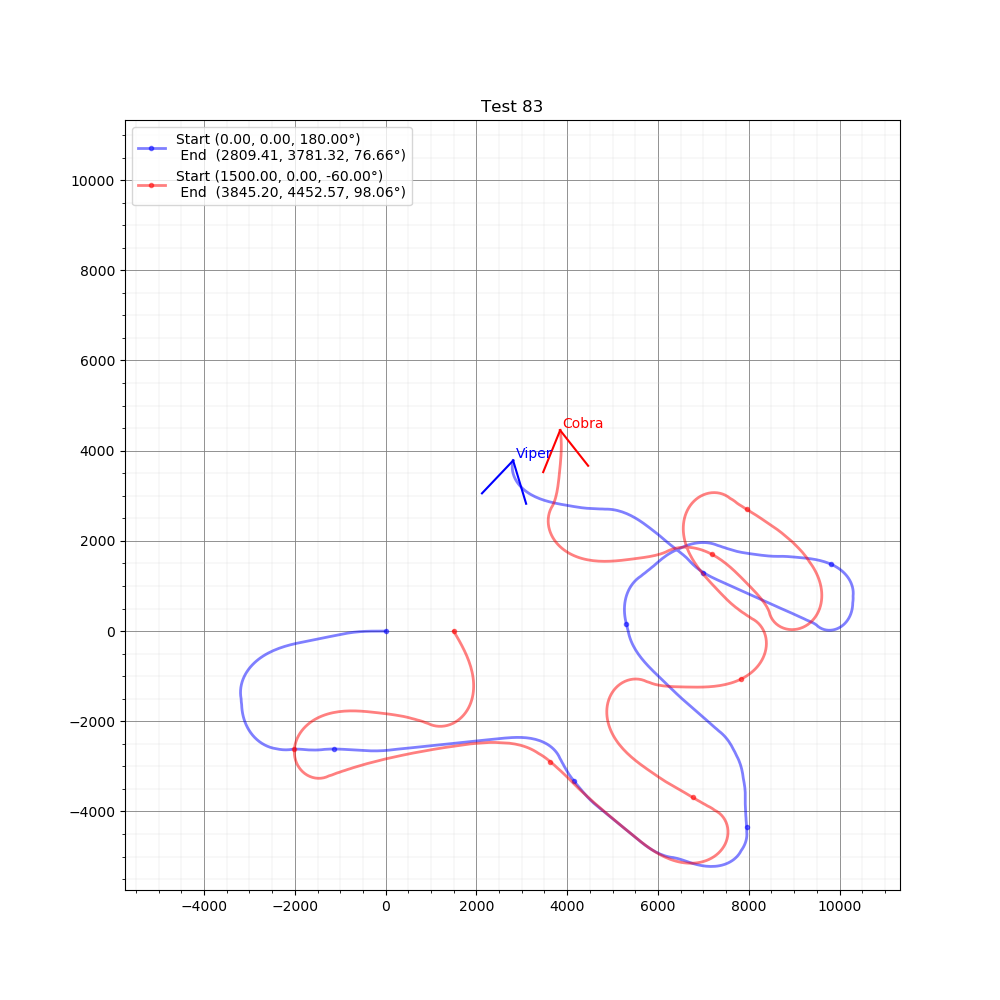 Test 83
Start (0.00, 0.00, 180.00°)
End (2809.41, 3781.32, 76.66°)
Start (1500.00, 0.00, -60.00°)
End (3845.20, 4452.57, 98.06°)
10000
8000
6000
4000
2000
0
−2000
−4000
Cobra
Viper
−4000 −2000 0 2000 4000 6000 8000 10000